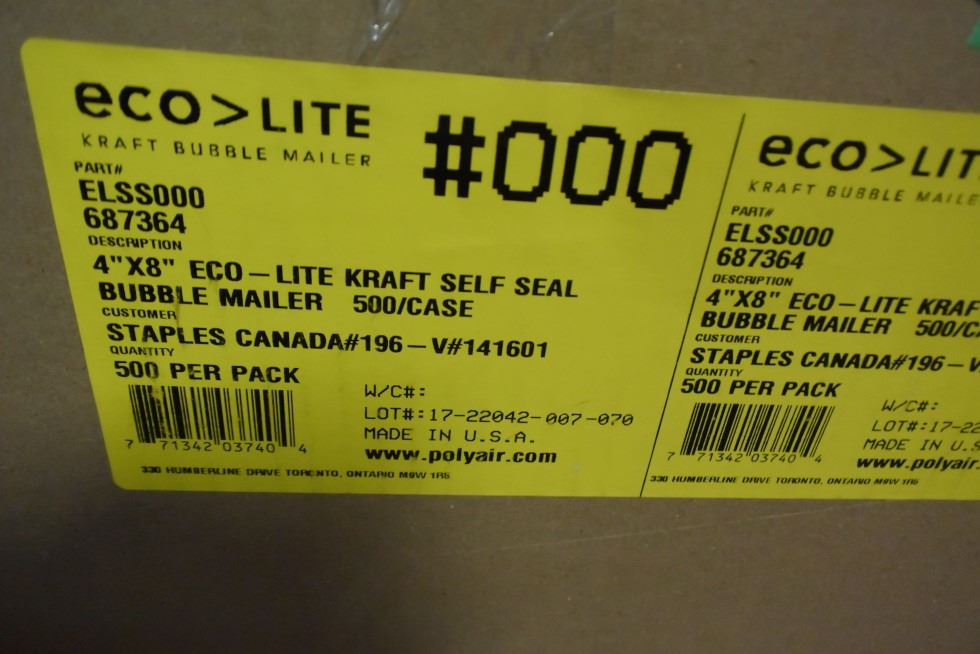 eco>LITE
KRAFT BUBBLE MAILER
#000
PART#
ELSS000
687364
DESCRIPTION
4"X8" ECO-LITE KRAFT SELF SEAL
BUBBLE MAILER 500/CASE
CUSTOMER
STAPLES CANADA#196-V#141601
QUANTITY
500 PER PACK
W/C#:
LOT#:17-22042-007-070
MADE IN U.S.A.
www.polyair.com
7 71342 03740 4
330 HUMBERLINE DRIVE TORONTO, ONTARIO M9W 1R5
eco>LIT
KRAFT BUBBLE MAILE
PART#
ELSS000
687364
DESCRIPTION
4"X8" ECO-LITE KRAF
BUBBLE MAILER 500/C
CUSTOMER
STAPLES CANADA#196-V
QUANTITY
500 PER PACK
W/C#:
LOT#:17-22
MADE IN U.S
www.polyair.
7 71342 03740 4
330 HUMBERLINE DRIVE TORONTO, ONTARIO M9W 1R5